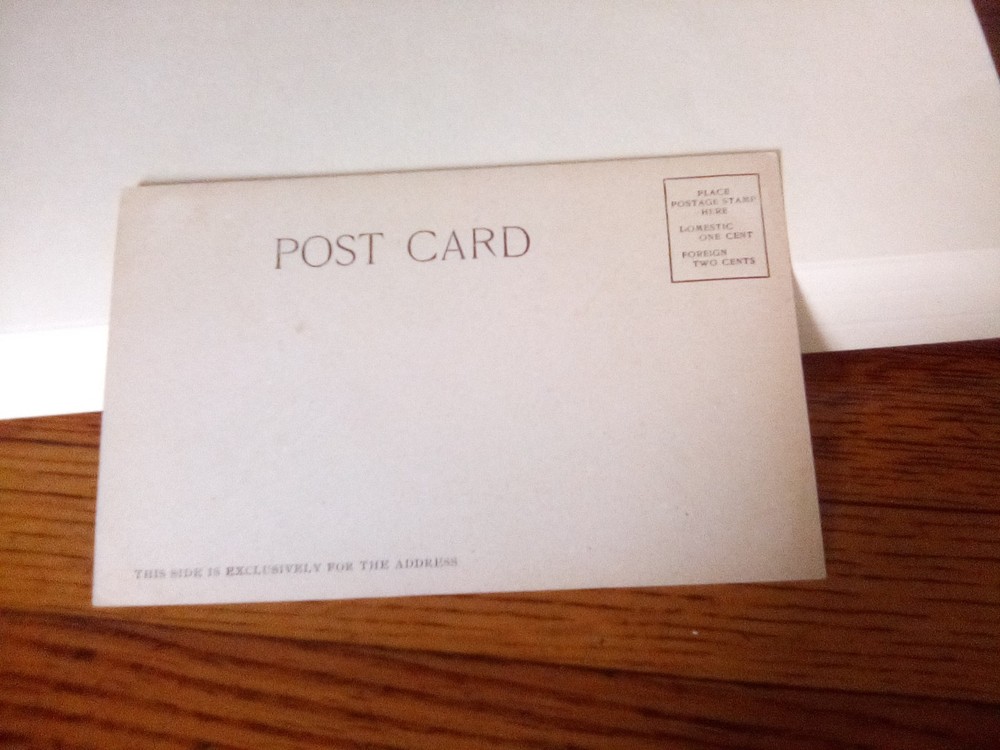 POST CARD
PLACE
POSTAGE STAMP
HERE
DOMESTIC
ONE CENT
FOREIGN
TWO CENTS
THIS SIDE IS EXCLUSIVELY FOR THE ADDRESS